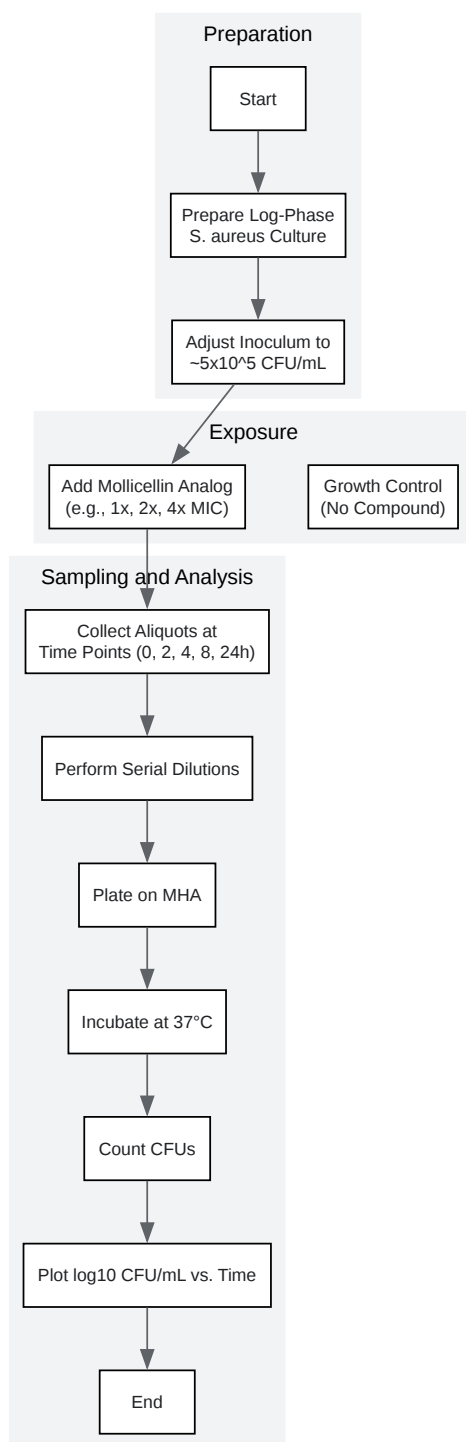 Preparation
Start
Prepare Log-Phase
S. aureus Culture
Adjust Inoculum to
~5x10^5 CFU/mL
Exposure
Add Mollicellin Analog
(e.g., 1x, 2x, 4x MIC)
Growth Control
(No Compound)
Sampling and Analysis
Collect Aliquots at
Time Points (0, 2, 4, 8, 24h)
Perform Serial Dilutions
Plate on MHA
Incubate at 37°C
Count CFUs
Plot log10 CFU/mL vs. Time
End